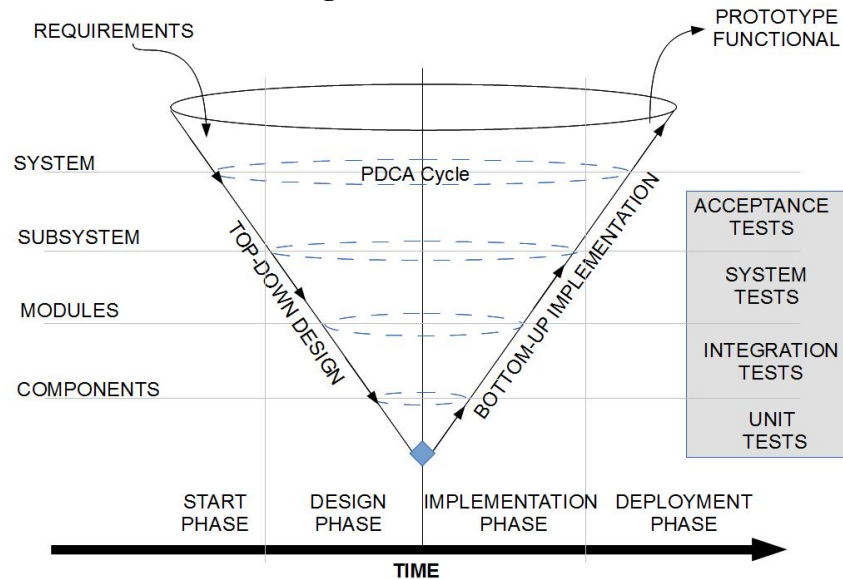 REQUIREMENTS
PROTOTYPE
FUNCTIONAL
SYSTEM
PDCA Cycle
SUBSYSTEM
MODULES
COMPONENTS
TOP-DOWN DESIGN
BOTTOM-UP IMPLEMENTATION
ACCEPTANCE
TESTS
SYSTEM
TESTS
INTEGRATION
TESTS
UNIT
TESTS
START
PHASE
DESIGN
PHASE
IMPLEMENTATION
PHASE
DEPLOYMENT
PHASE
TIME